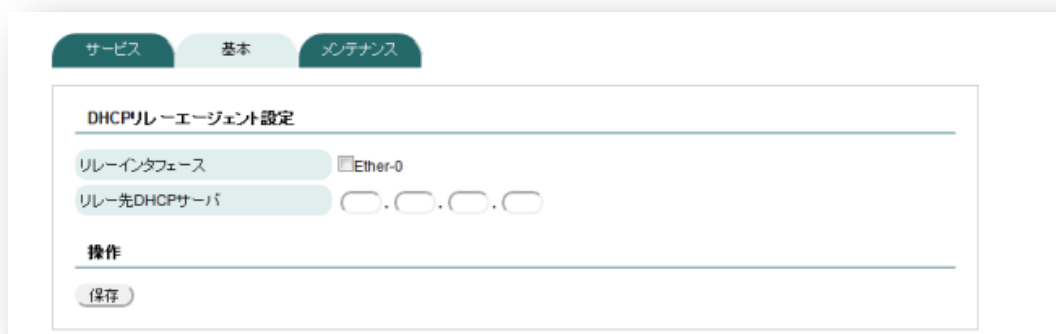 サービス 基本 メンテナンス
DHCPリレーエージェント設定
リレーインタフェース Ether-0
リレー先DHCPサーバ . . .
操作
保存